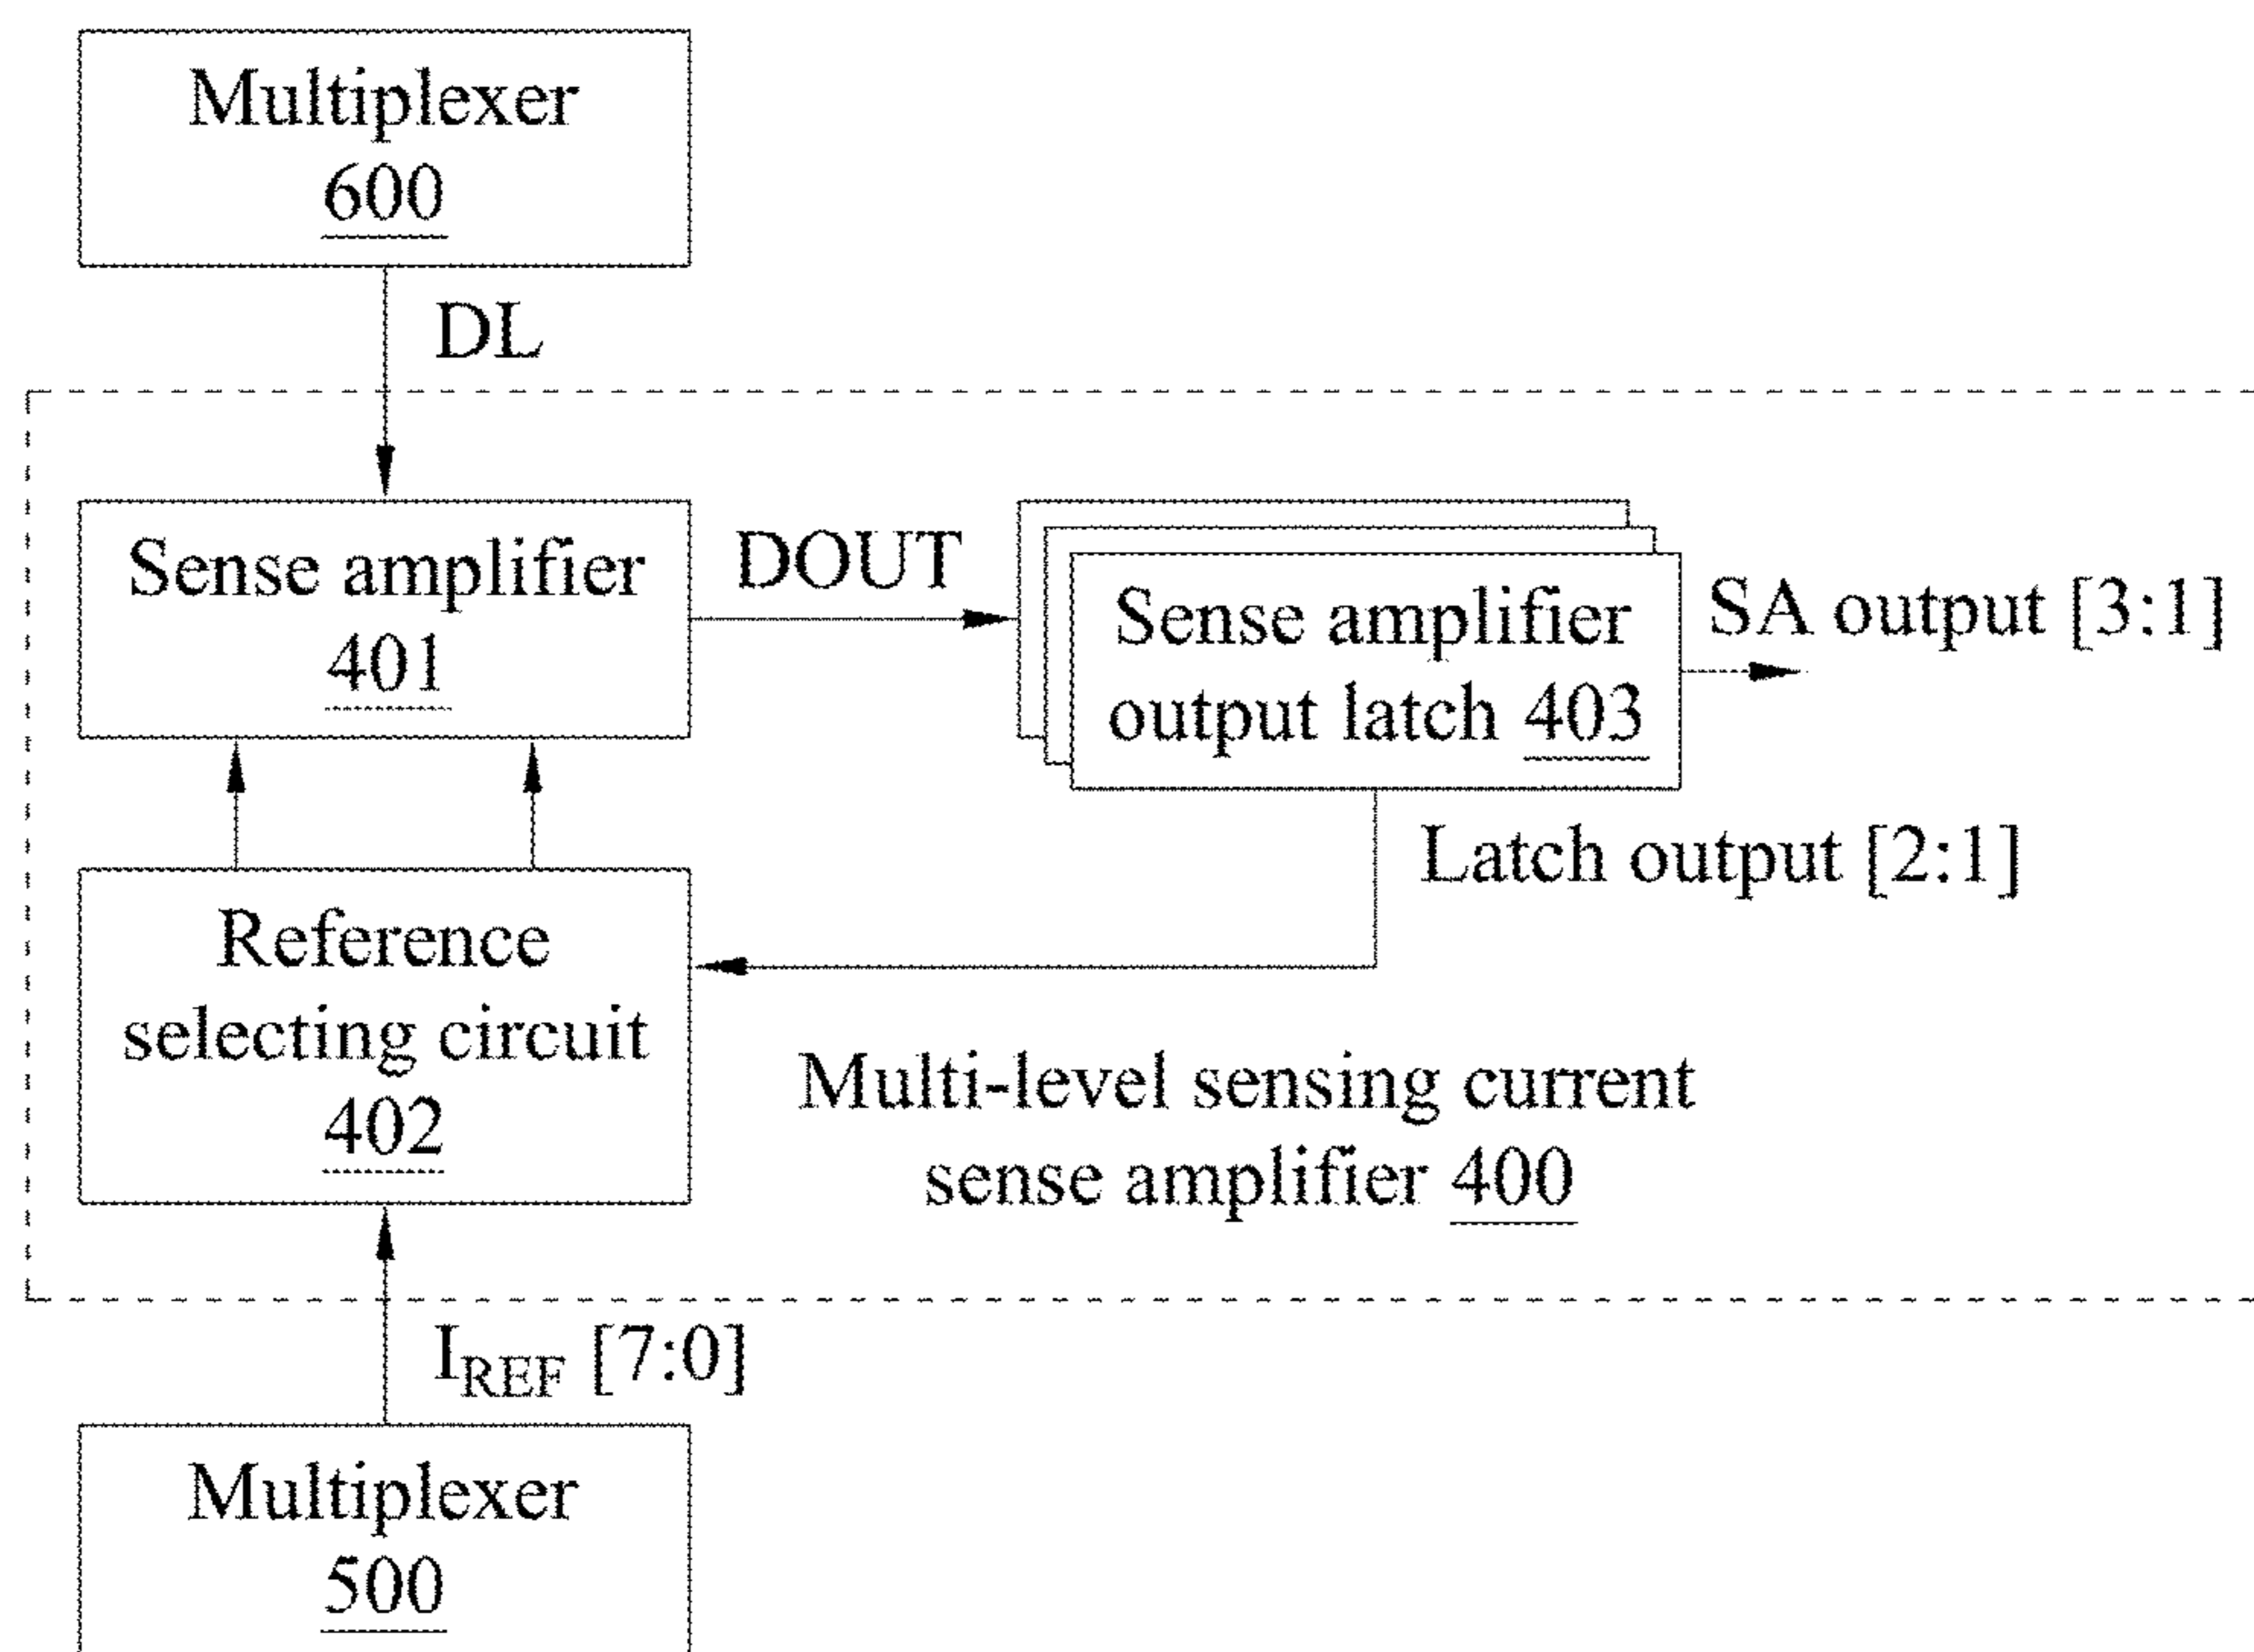 Multiplexer
600
DL
Sense amplifier
401
DOUT
Sense amplifier
output latch 403
SA output [3:1]
Latch output [2:1]
Reference
selecting circuit
402
Multi-level sensing current
sense amplifier 400
I_REF [7:0]
Multiplexer
500